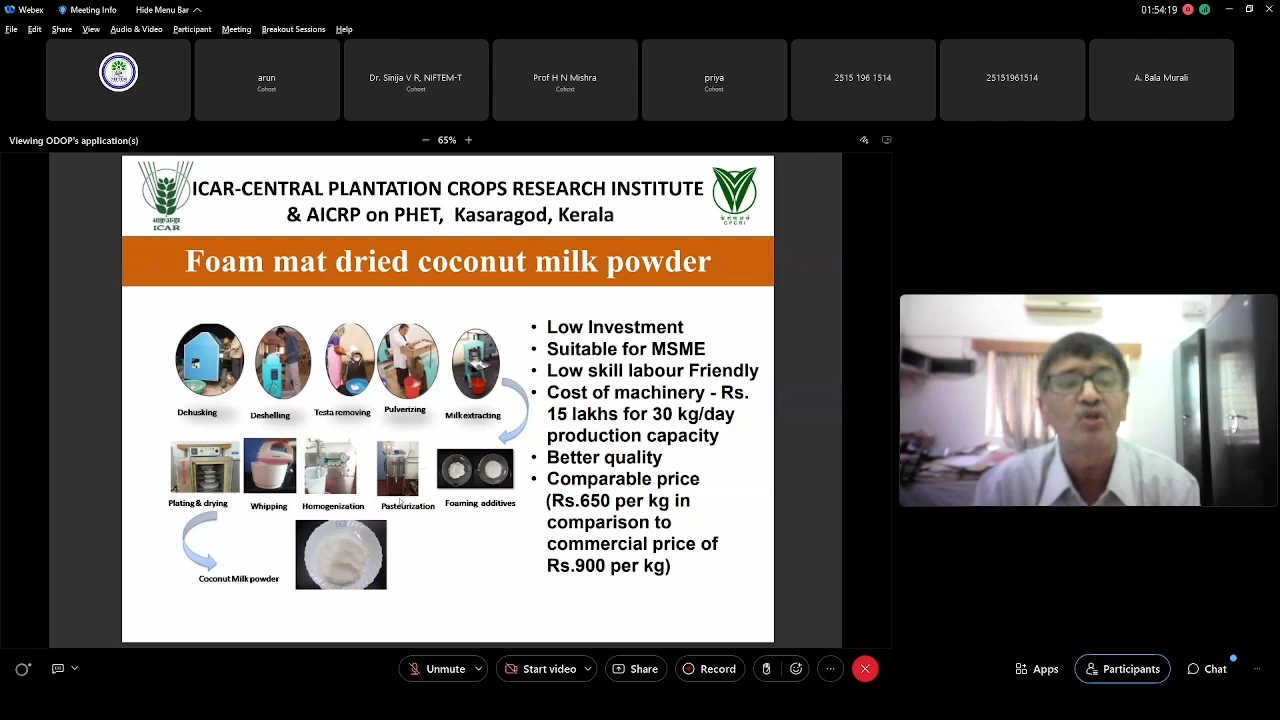 Webex
Meeting Info
Hide Menu Bar
01:54:19
File Edit Share View Audio & Video Participant Meeting Breakout Sessions Help
arun
Cohost
Dr. Sinija V R, NIFTEM-T
Cohost
Prof H N Mishra
Cohost
priya
Cohost
2515 196 1514
25151961514
A. Bala Murali
Viewing ODOP's application(s)
65%
ICAR-CENTRAL PLANTATION CROPS RESEARCH INSTITUTE
& AICRP on PHET, Kasaragod, Kerala
ICAR
CPCRI
Foam mat dried coconut milk powder
Dehusking
Deshelling
Testa removing
Pulverizing
Milk extracting
Plating & drying
Whipping
Homogenization
Pasteurization
Foaming additives
Coconut Milk powder
• Low Investment
• Suitable for MSME
• Low skill labour Friendly
• Cost of machinery - Rs.
15 lakhs for 30 kg/day
production capacity
• Better quality
• Comparable price
(Rs.650 per kg in
comparison to
commercial price of
Rs.900 per kg)
Unmute
Start video
Share
Record
Apps
Participants
Chat